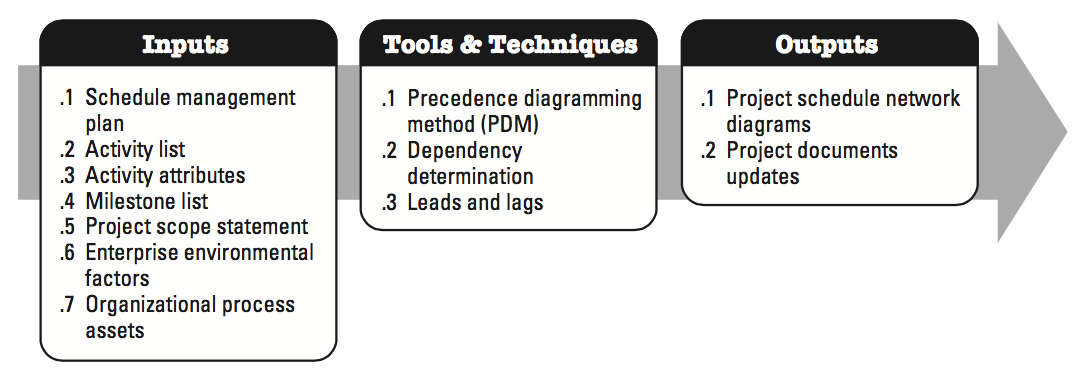 Inputs
.1 Schedule management
plan
.2 Activity list
.3 Activity attributes
.4 Milestone list
.5 Project scope statement
.6 Enterprise environmental
factors
.7 Organizational process
assets
Tools & Techniques
.1 Precedence diagramming
method (PDM)
.2 Dependency
determination
.3 Leads and lags
Outputs
.1 Project schedule network
diagrams
.2 Project documents
updates